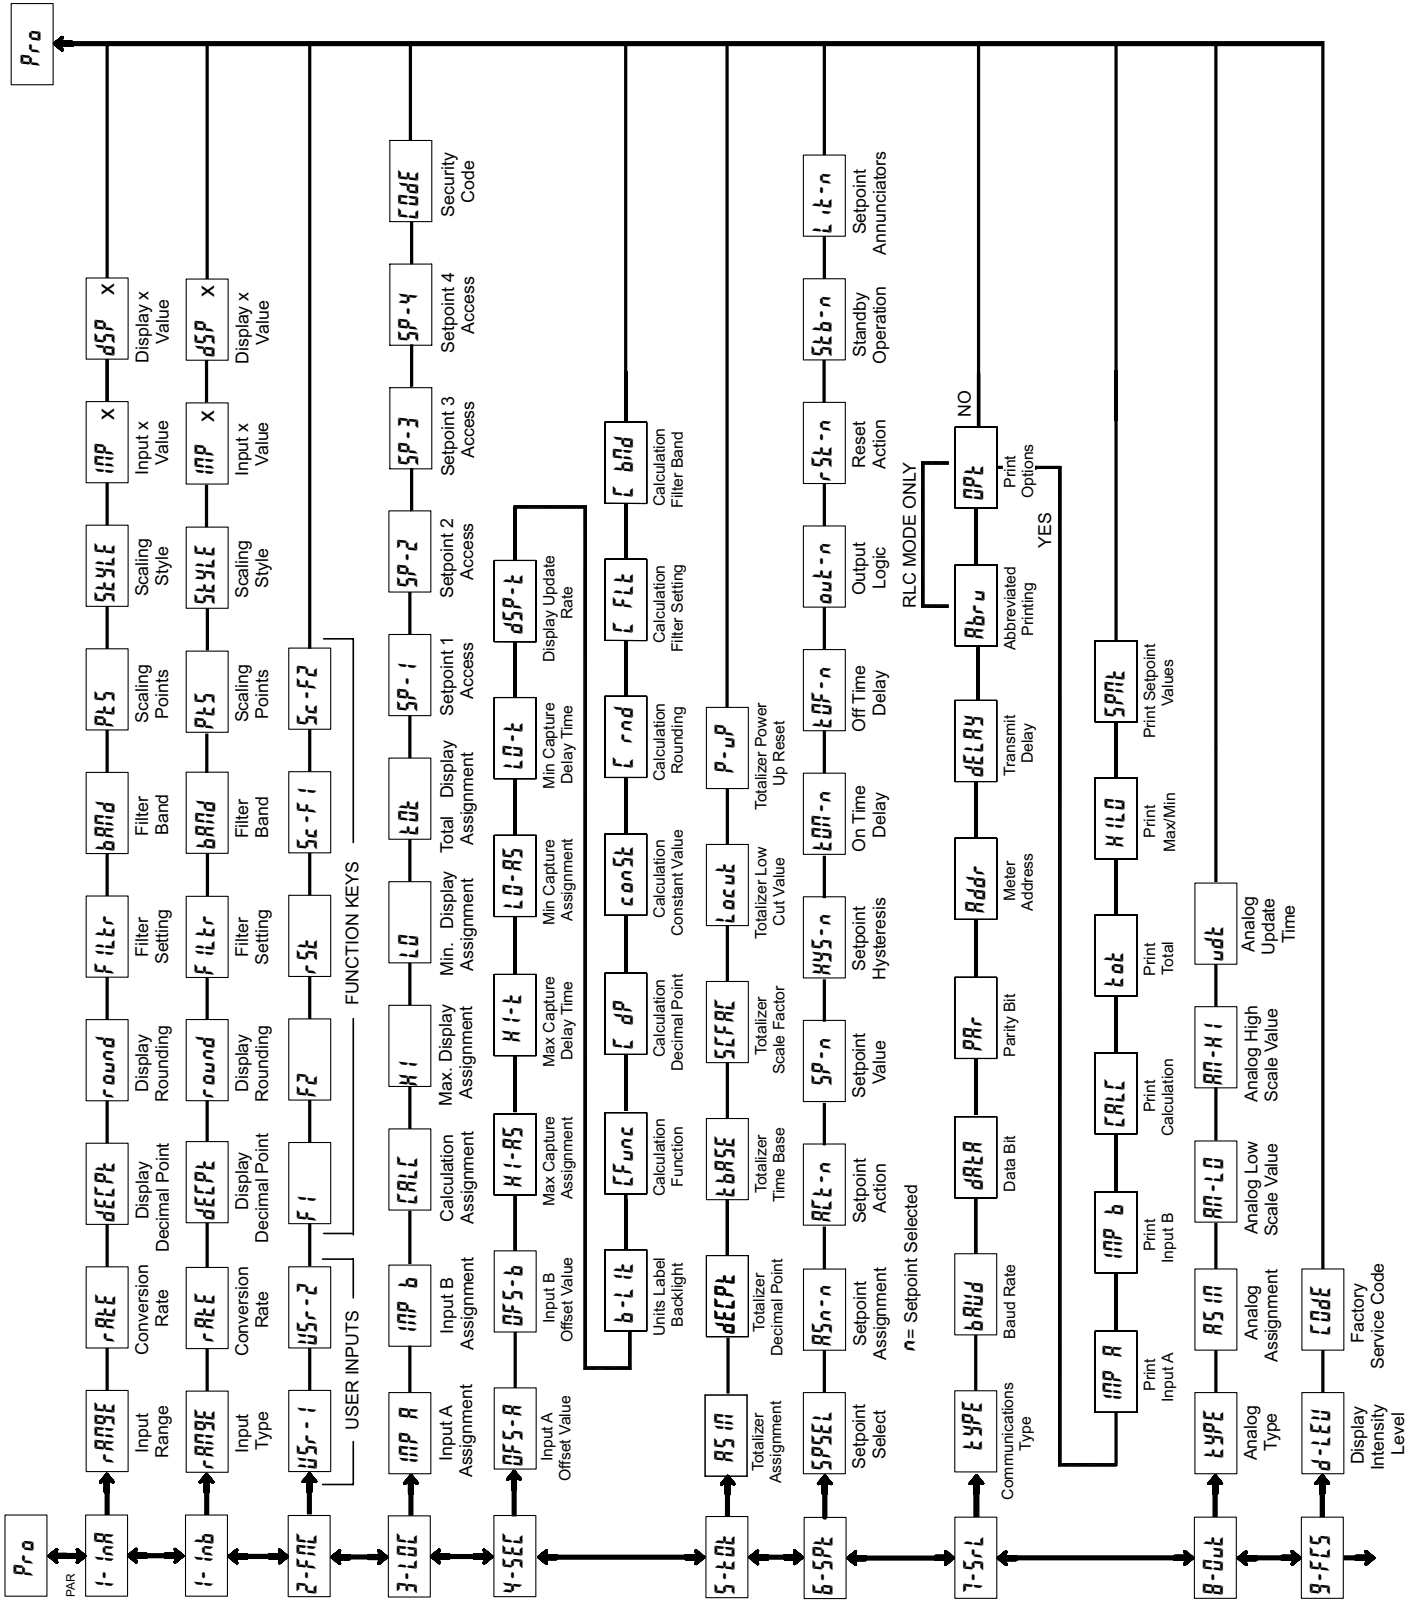 Pro
PAR
1-InA
rANGE
Input
Range
rAtE
Conversion
Rate
dECPt
Display
Decimal Point
round
Display
Rounding
FILtr
Filter
Setting
bANd
Filter
Band
PtS
Scaling
Points
StYLE
Scaling
Style
INP x
Input x
Value
dSP x
Display x
Value
Pro
1-Inb
rANGE
Input
Type
rAtE
Conversion
Rate
dECPt
Display
Decimal Point
round
Display
Rounding
FILtr
Filter
Setting
bANd
Filter
Band
PtS
Scaling
Points
StYLE
Scaling
Style
INP x
Input x
Value
dSP x
Display x
Value
2-FNC
USr-1
USr-2
F1
F2
rSt
Sc-F1
Sc-F2
USER INPUTS
FUNCTION KEYS
3-LOC
INP A
Input A
Assignment
INP b
Input B
Assignment
CALC
Calculation
Assignment
HI
Max. Display
Assignment
LO
Min. Display
Assignment
tOt
Total Display
Assignment
SP-1
Setpoint 1
Access
SP-2
Setpoint 2
Access
SP-3
Setpoint 3
Access
SP-4
Setpoint 4
Access
COdE
Security
Code
4-SEC
OFS-A
Input A
Offset Value
OFS-b
Input B
Offset Value
HI-AS
Max Capture
Assignment
HI-t
Max Capture
Delay Time
LO-AS
Min Capture
Assignment
LO-t
Min Capture
Delay Time
dSP-t
Display Update
Rate
b-LIt
Units Label
Backlight
CFunc
Calculation
Function
C dP
Calculation
Decimal Point
conSt
Calculation
Constant Value
C rnd
Calculation
Rounding
C FLt
Calculation
Filter Setting
C bNd
Calculation
Filter Band
5-tOt
ASIN
Totalizer
Assignment
dECPt
Totalizer
Decimal Point
tbASE
Totalizer
Time Base
SCFAC
Totalizer
Scale Factor
Locut
Totalizer Low
Cut Value
P-uP
Totalizer Power
Up Reset
6-SPt
SPSEL
Setpoint
Select
ASn-n
Setpoint
Assignment
ACt-n
Setpoint
Action
SP-n
Setpoint
Value
HYS-n
Setpoint
Hysteresis
tON-n
On Time
Delay
tOF-n
Off Time
Delay
out-n
Output
Logic
rSt-n
Reset
Action
Stb-n
Standby
Operation
Lit-n
Setpoint
Annunciators
n= Setpoint Selected
RLC MODE ONLY
7-SrL
tYPE
Communications
Type
bAUd
Baud Rate
dAtA
Data Bit
PAr
Parity Bit
Addr
Meter
Address
dELAY
Transmit
Delay
Abru
Abbreviated
Printing
OPt
Print
Options
NO
YES
INP A
Print
Input A
INP b
Print
Input B
CALC
Print
Calculation
tot
Print
Total
HILO
Print
Max/Min
SPNt
Print Setpoint
Values
8-Out
tYPE
Analog
Type
ASIN
Analog
Assignment
AN-LO
Analog Low
Scale Value
AN-HI
Analog High
Scale Value
udt
Analog
Update
Time
9-FCS
d-LEU
Display
Intensity
Level
COdE
Factory
Service Code